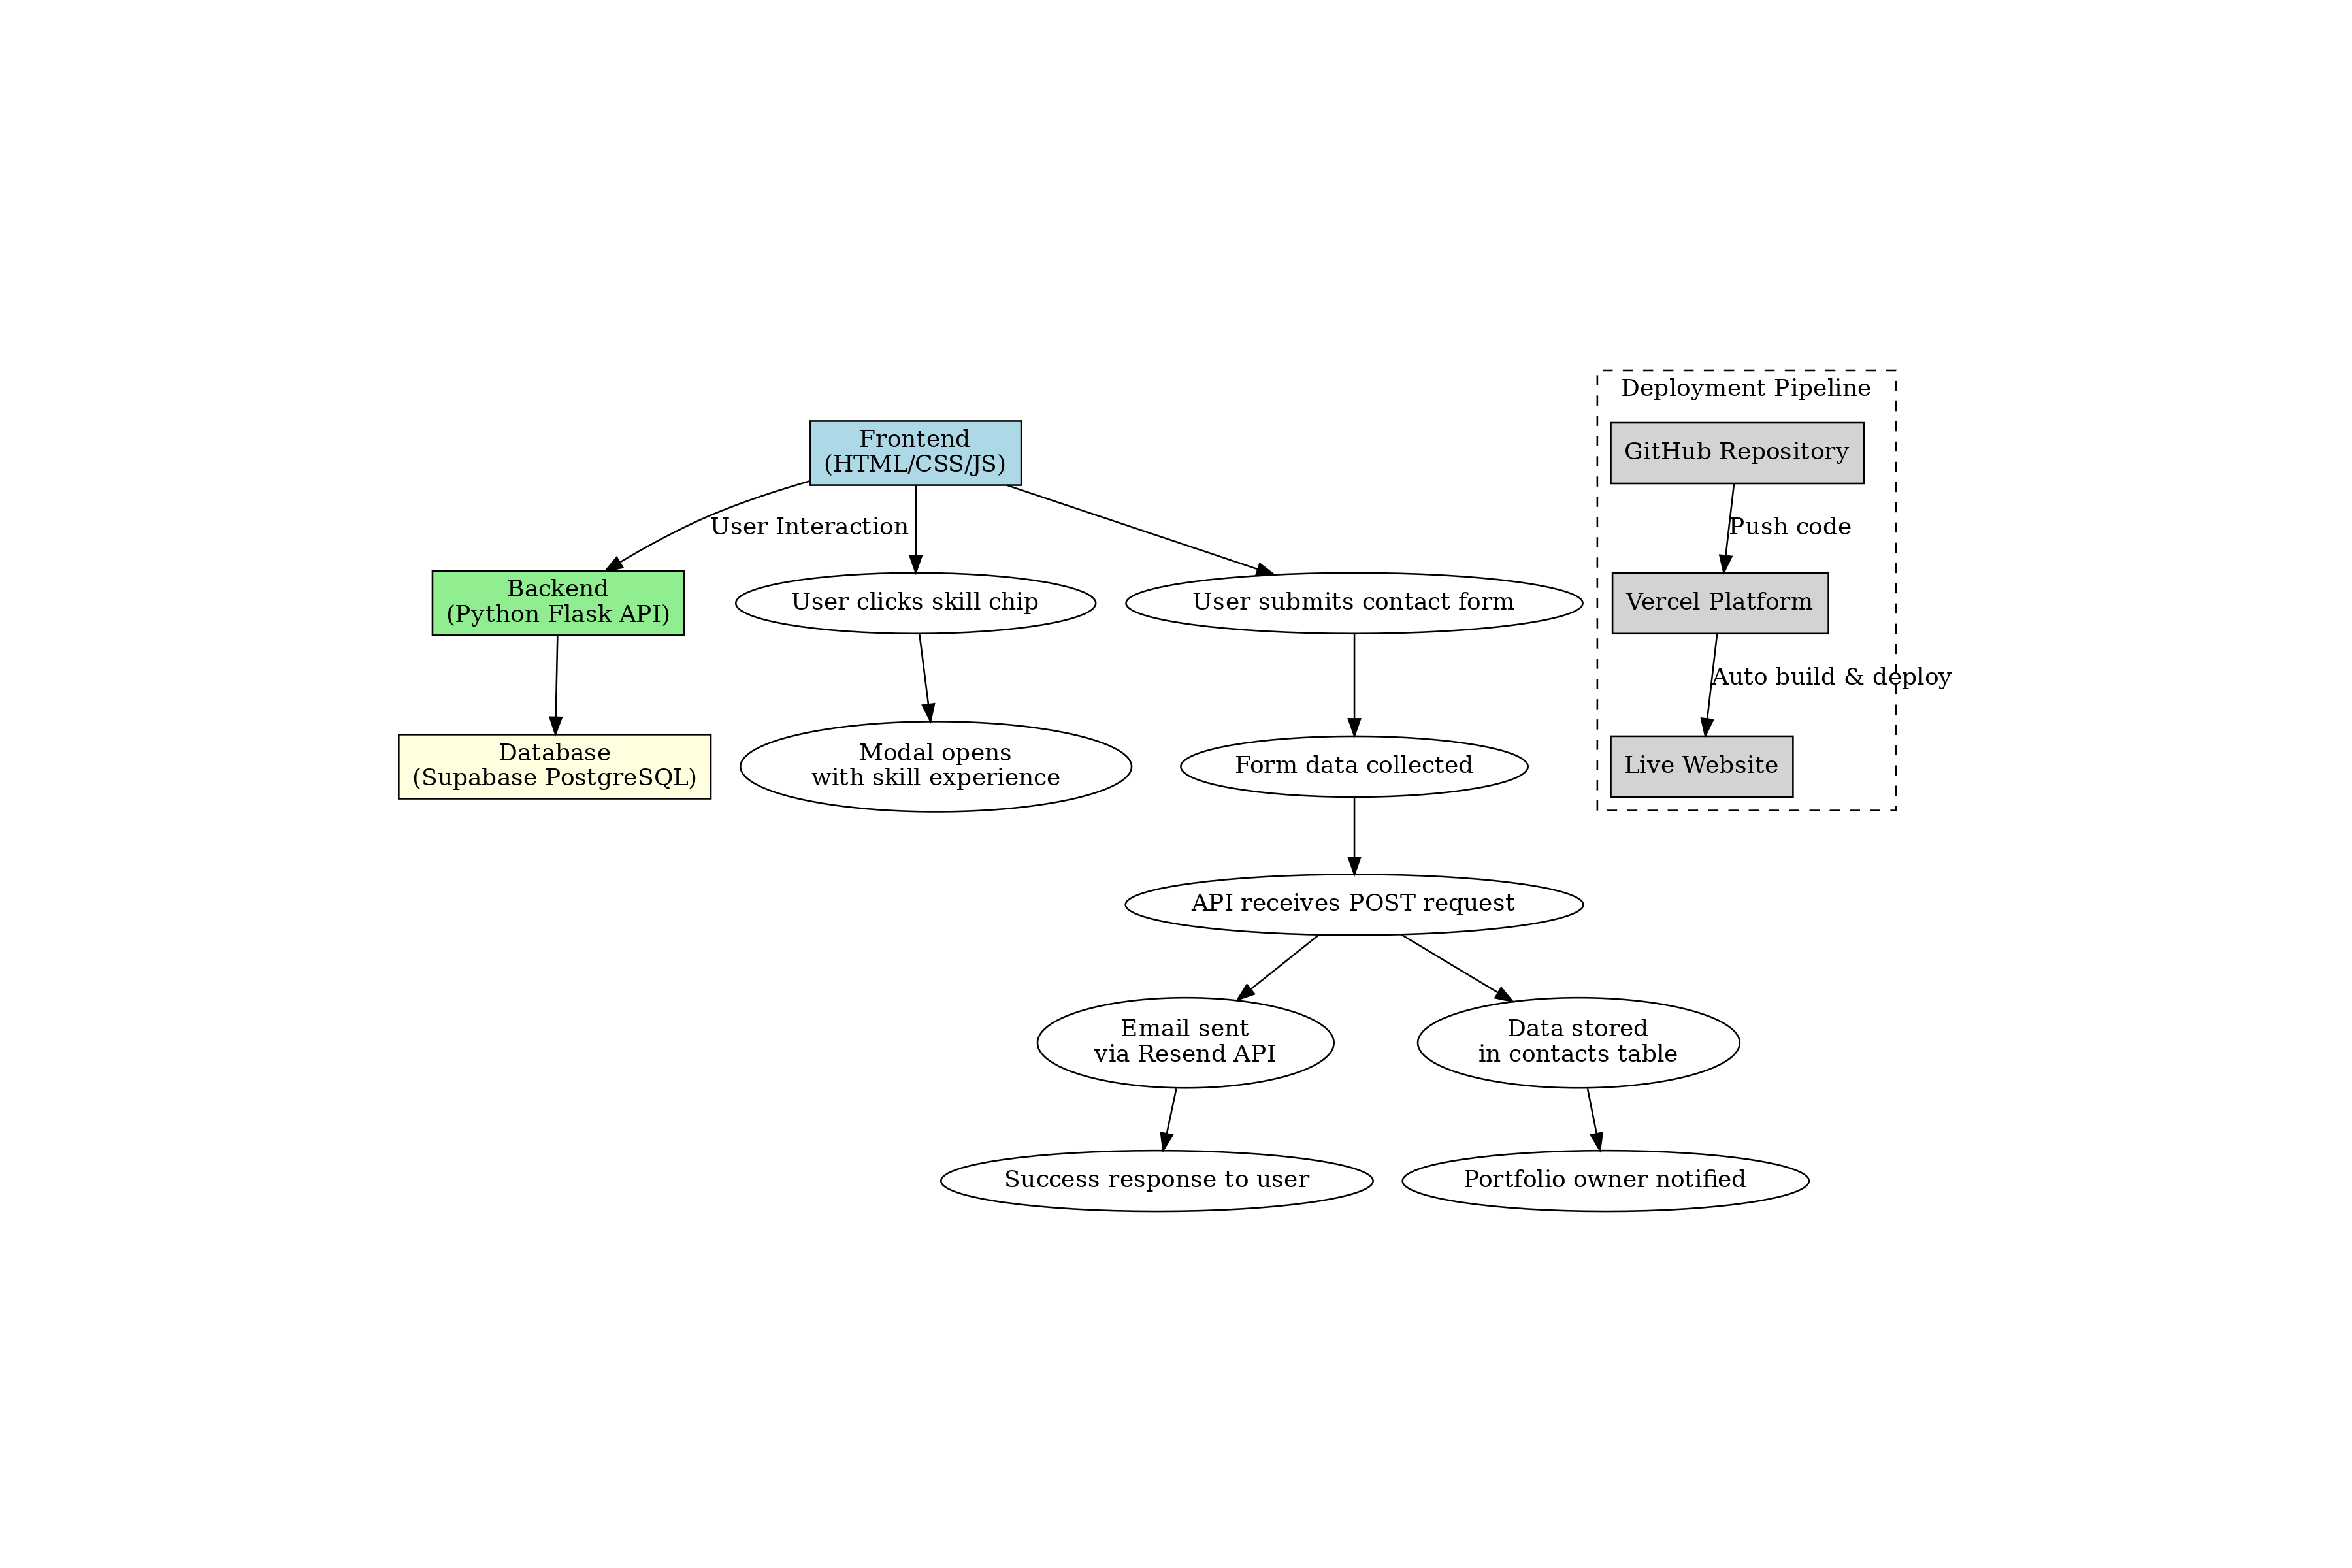 Deployment Pipeline
Frontend
(HTML/CSS/JS)
GitHub Repository
User Interaction
Push code
Backend
(Python Flask API)
User clicks skill chip
User submits contact form
Vercel Platform
Auto build & deploy
Database
(Supabase PostgreSQL)
Modal opens
with skill experience
Form data collected
Live Website
API receives POST request
Email sent
via Resend API
Data stored
in contacts table
Success response to user
Portfolio owner notified